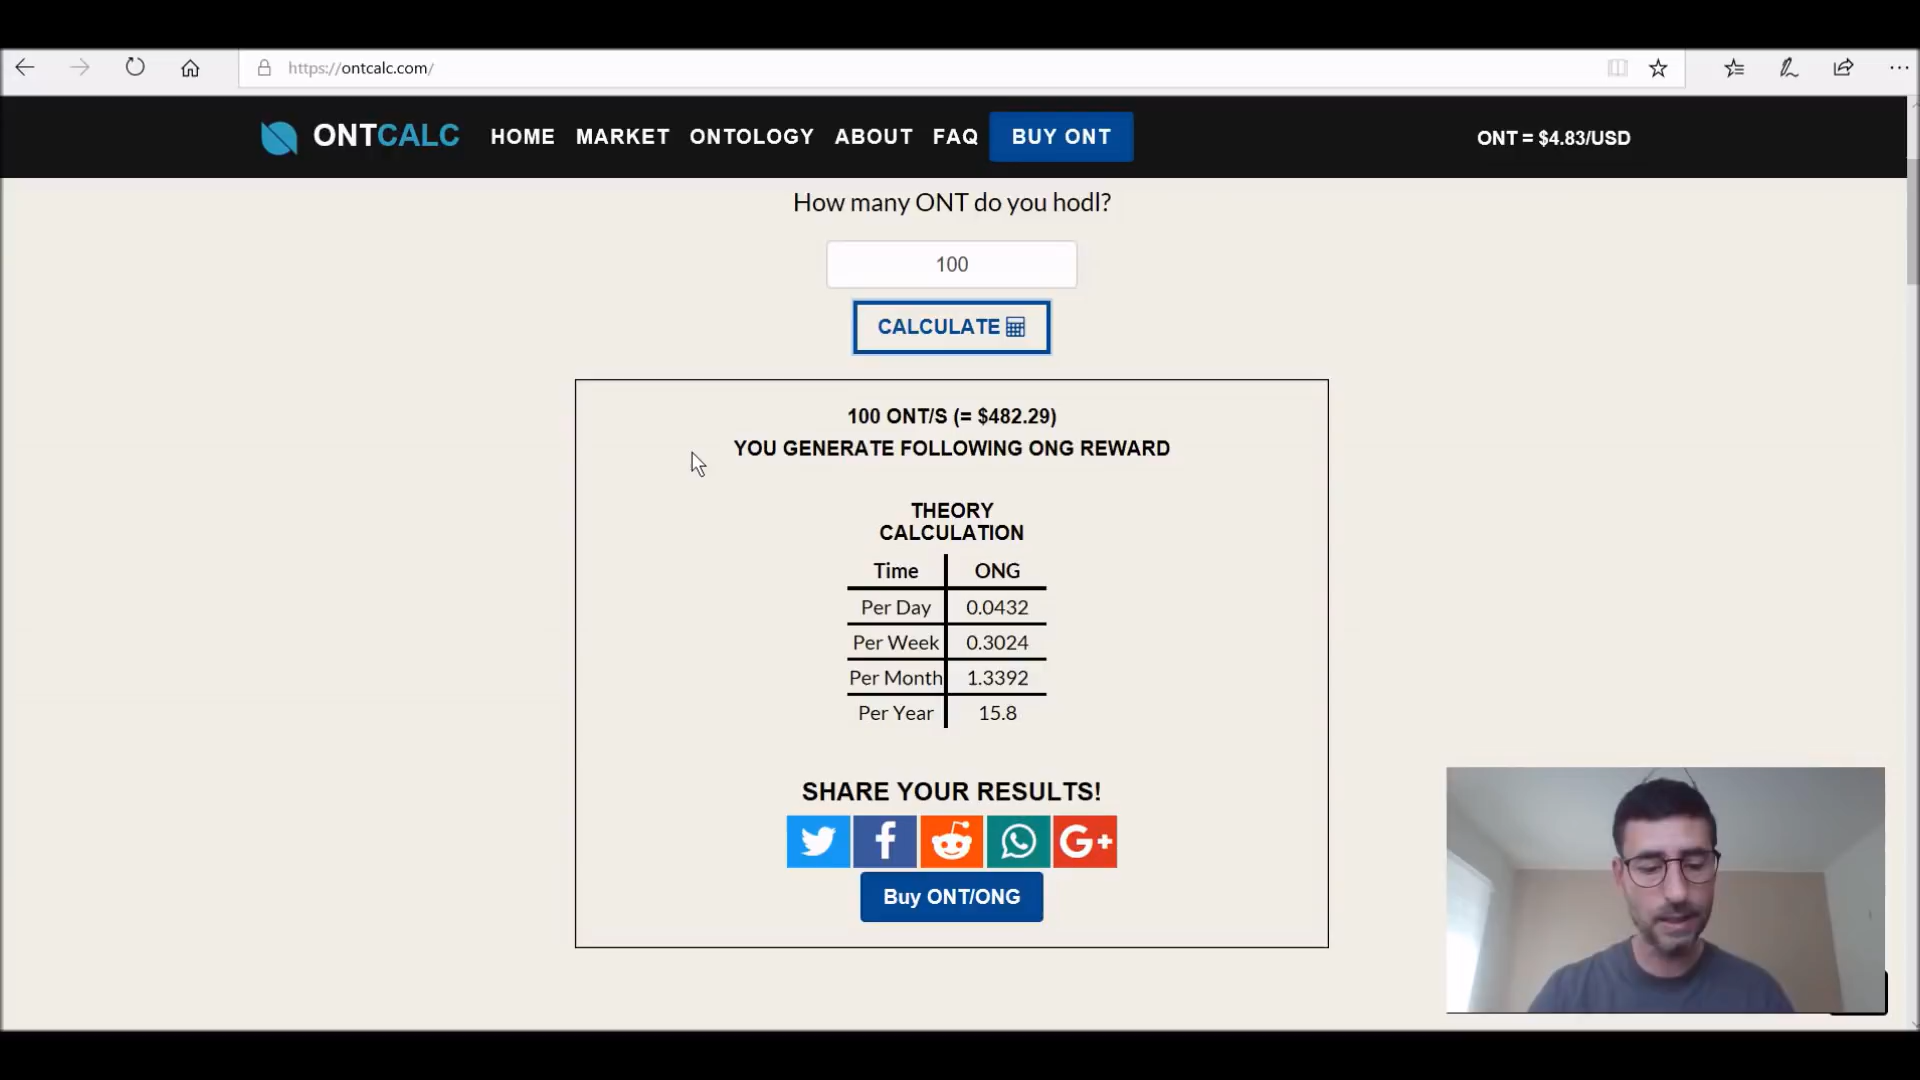 https://ontcalc.com/
ONTCALC HOME MARKET ONTOLOGY ABOUT FAQ BUY ONT ONT = $4.83/USD
How many ONT do you hodl?
100
CALCULATE
100 ONT/S (= $482.29)
YOU GENERATE FOLLOWING ONG REWARD
THEORY
CALCULATION
Time ONG
Per Day 0.0432
Per Week 0.3024
Per Month 1.3392
Per Year 15.8
SHARE YOUR RESULTS!
G+
Buy ONT/ONG